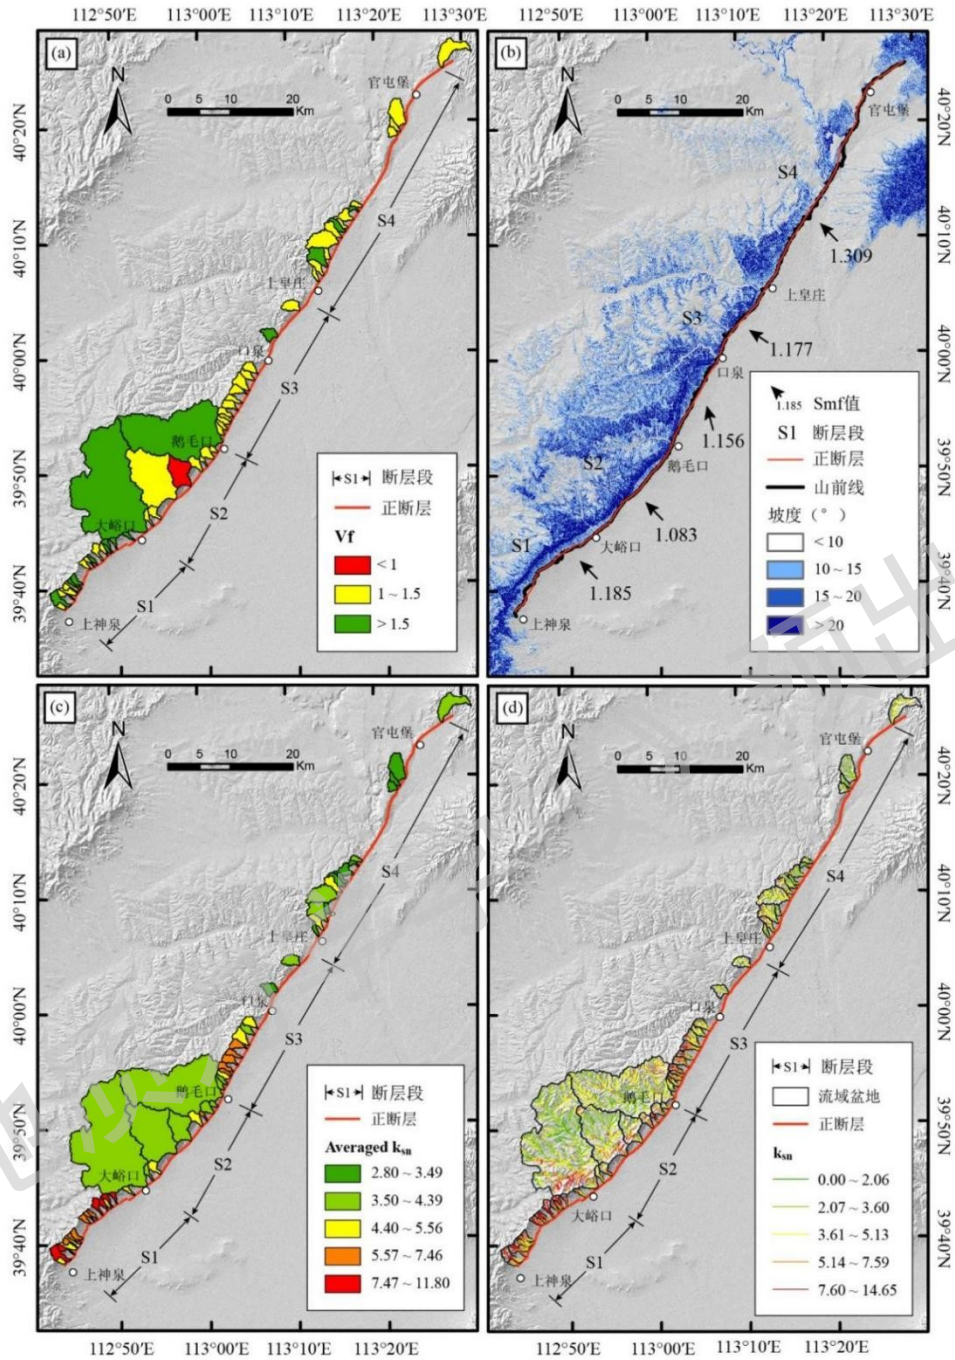 112°50'E 113°00'E 113°10'E 113°20'E 113°30'E
112°50'E 113°00'E 113°10'E 113°20'E 113°30'E
(a)
N
0 10 20
Km
官屯堡
S4
上皇庄
口泉
S3
鹅毛口
S2
大峪口
S1
上神泉
S1 断层段
正断层
Vf
< 1
1 ~ 1.5
> 1.5
40°20'N
40°10'N
40°00'N
39°50'N
39°40'N
(b)
N
0 10 20
Km
官屯堡
S4
1.309
上皇庄
S3
1.177
口泉
1.156
鹅毛口
S2
1.083
大峪口
S1
1.185
上神泉
1.185 Smf值
S1 断层段
正断层
山前线
坡度（°）
< 10
10 ~ 15
15 ~ 20
> 20
40°20'N
40°10'N
40°00'N
39°50'N
39°40'N
(c)
N
0 5 10 20
Km
官屯堡
S4
上皇庄
口泉
S3
鹅毛口
S2
大峪口
S1
上神泉
S1 断层段
正断层
Averaged ksn
2.80 ~ 3.49
3.50 ~ 4.39
4.40 ~ 5.56
5.57 ~ 7.46
7.47 ~ 11.80
40°20'N
40°10'N
40°00'N
39°50'N
39°40'N
(d)
N
0 5 10 20
Km
官屯堡
S4
上皇庄
口泉
S3
鹅毛口
S2
大峪口
S1
上神泉
S1 断层段
流域盆地
正断层
ksn
0.00 ~ 2.06
2.07 ~ 3.60
3.61 ~ 5.13
5.14 ~ 7.59
7.60 ~ 14.65
40°20'N
40°10'N
40°00'N
39°50'N
39°40'N
112°50'E 113°00'E 113°10'E 113°20'E
112°50'E 113°00'E 113°10'E 113°20'E